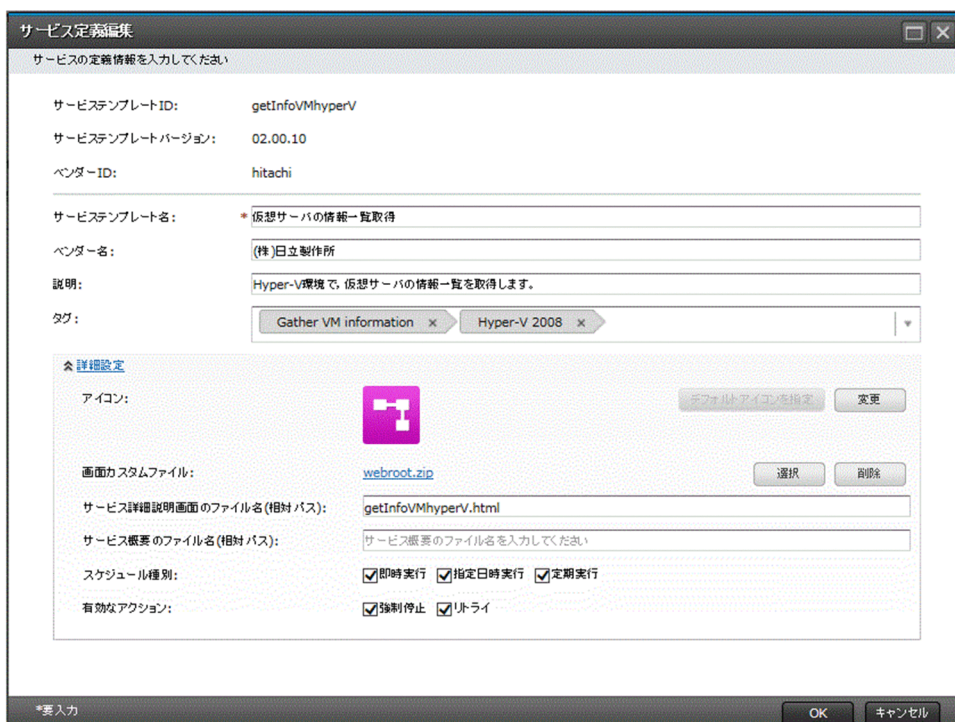 サービス定義編集
サービスの定義情報を入力してください
サービステンプレートID: getInfoVMhyperV
サービステンプレートバージョン: 02.00.10
ベンダーID: hitachi
サービステンプレート名: * 仮想サーバの情報一覧取得
ベンダー名: (株)日立製作所
説明: Hyper-V環境で,仮想サーバの情報一覧を取得します。
タグ: Gather VM information × Hyper-V 2008 ×
詳細設定
アイコン: デフォルトアイコンを指定 変更
画面カスタムファイル: webroot.zip 選択 削除
サービス詳細説明画面のファイル名(相対パス): getInfoVMhyperV.html
サービス概要のファイル名(相対パス): サービス概要のファイル名を入力してください
スケジュール種別: 即時実行 指定日時実行 定期実行
有効なアクション: 強制停止 リトライ
*要入力 OK キャンセル